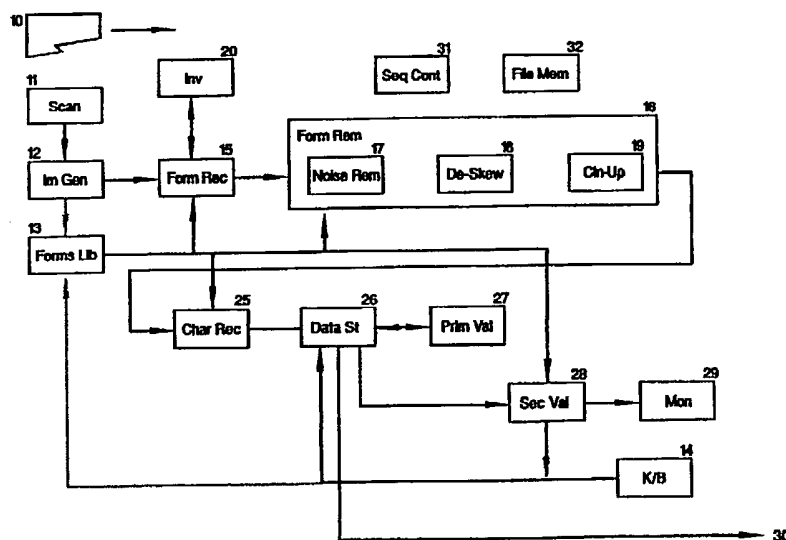 10
20
31
32
Inv
Seq Cont
File Mem
11
Scan
18
Form Rem
12
15
17
16
19
Im Gen
Form Rec
Noise Rem
De-Skew
Cln-Up
13
Forms Lib
25
26
27
Char Rec
Data St
Prim Val
28
29
Sec Val
Mon
14
K/B
30